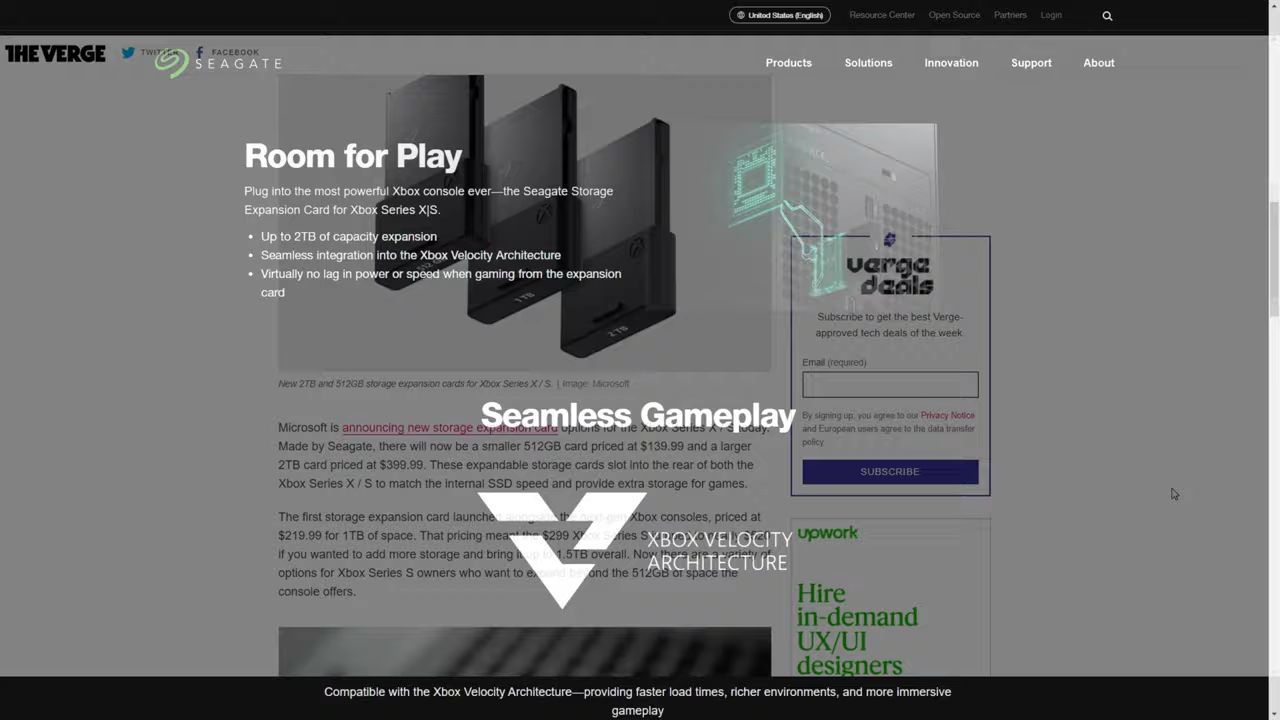 United States (English)
Resource Center
Open Source
Partners
Login
THE VERGE
FACEBOOK
SEAGATE
Products
Solutions
Innovation
Support
About
Room for Play
Plug into the most powerful Xbox console ever—the Seagate Storage
Expansion Card for Xbox Series X|S.
• Up to 2TB of capacity expansion
• Seamless integration into the Xbox Velocity Architecture
• Virtually no lag in power or speed when gaming from the expansion
card
1 TB
2 TB
verge
deals
Subscribe to get the best Verge-
approved tech deals of the week.
Email (required)
By signing up, you agree to our Privacy Notice
and European users agree to the data transfer
policy.
SUBSCRIBE
New 2TB and 512GB storage expansion cards for Xbox Series X / S. | Image: Microsoft
Seamless Gameplay
Microsoft is announcing new storage expansion card options for the Xbox Series X / S today.
Made by Seagate, there will now be a smaller 512GB card priced at $139.99 and a larger
2TB card priced at $399.99. These expandable storage cards slot into the rear of both the
Xbox Series X / S to match the internal SSD speed and provide extra storage for games.
The first storage expansion card launched alongside the next-gen Xbox consoles, priced at
$219.99 for 1TB of space. That pricing meant the $299 Xbox Series S
if you wanted to add more storage and bring it up to 1.5TB overall. Now there are a variety of
options for Xbox Series S owners who want to expand beyond the 512GB of space the
console offers.
XBOX VELOCITY
ARCHITECTURE
upwork
Hire
in-demand
UX/UI
designers
Compatible with the Xbox Velocity Architecture—providing faster load times, richer environments, and more immersive
gameplay